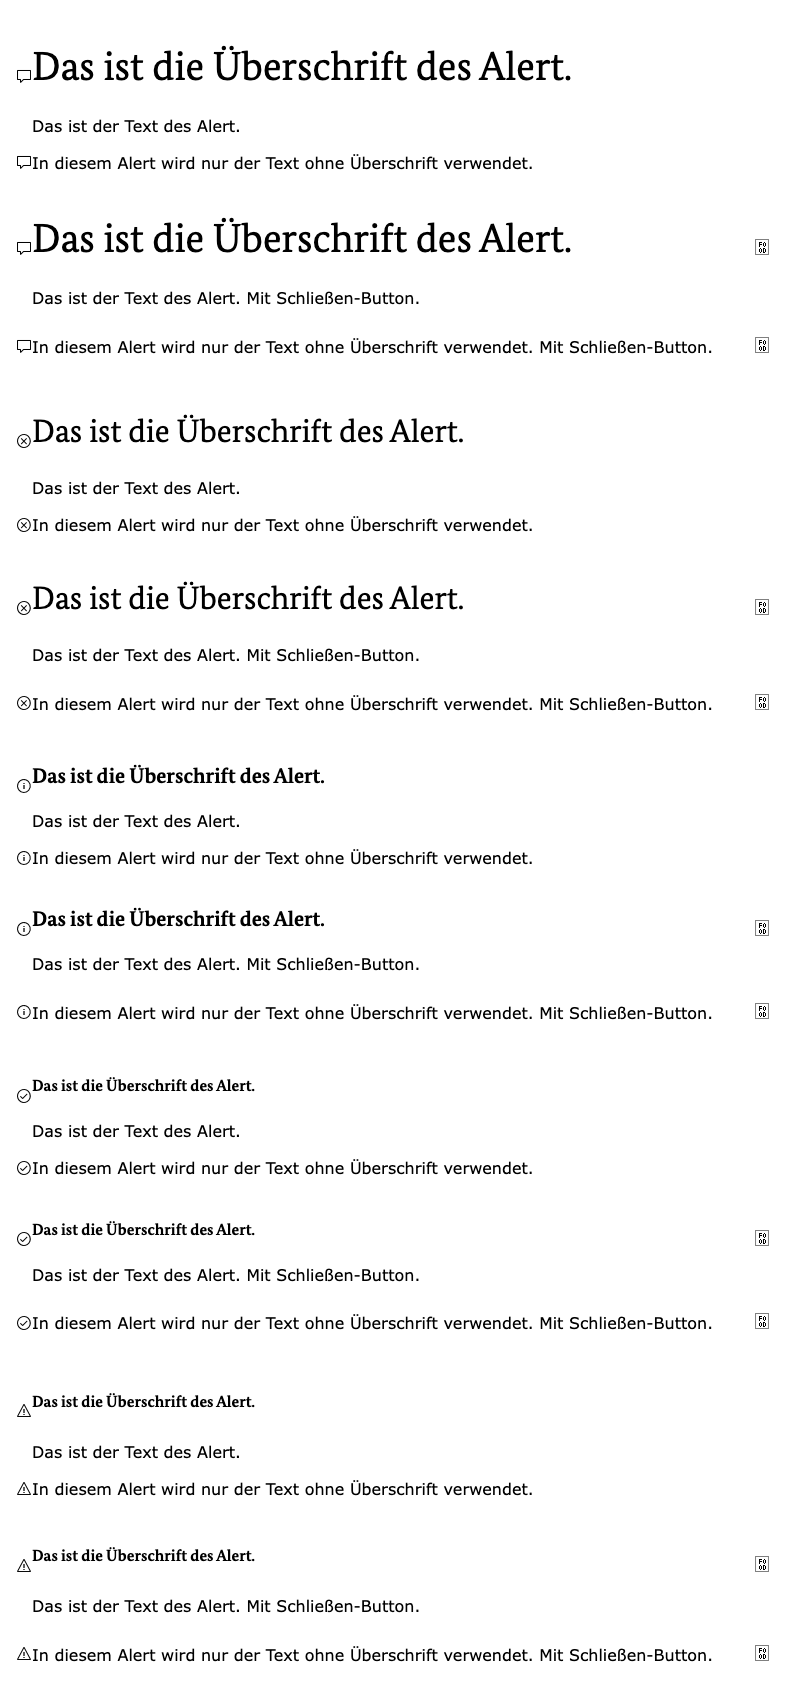 Das ist die Überschrift des Alert.
Das ist der Text des Alert.
In diesem Alert wird nur der Text ohne Überschrift verwendet.
Das ist die Überschrift des Alert.
Das ist der Text des Alert. Mit Schließen-Button.
In diesem Alert wird nur der Text ohne Überschrift verwendet. Mit Schließen-Button.
Das ist die Überschrift des Alert.
Das ist der Text des Alert.
In diesem Alert wird nur der Text ohne Überschrift verwendet.
Das ist die Überschrift des Alert.
Das ist der Text des Alert. Mit Schließen-Button.
In diesem Alert wird nur der Text ohne Überschrift verwendet. Mit Schließen-Button.
Das ist die Überschrift des Alert.
Das ist der Text des Alert.
In diesem Alert wird nur der Text ohne Überschrift verwendet.
Das ist die Überschrift des Alert.
Das ist der Text des Alert. Mit Schließen-Button.
In diesem Alert wird nur der Text ohne Überschrift verwendet. Mit Schließen-Button.
Das ist die Überschrift des Alert.
Das ist der Text des Alert.
In diesem Alert wird nur der Text ohne Überschrift verwendet.
Das ist die Überschrift des Alert.
Das ist der Text des Alert. Mit Schließen-Button.
In diesem Alert wird nur der Text ohne Überschrift verwendet. Mit Schließen-Button.
Das ist die Überschrift des Alert.
Das ist der Text des Alert.
In diesem Alert wird nur der Text ohne Überschrift verwendet.
Das ist die Überschrift des Alert.
Das ist der Text des Alert. Mit Schließen-Button.
In diesem Alert wird nur der Text ohne Überschrift verwendet. Mit Schließen-Button.